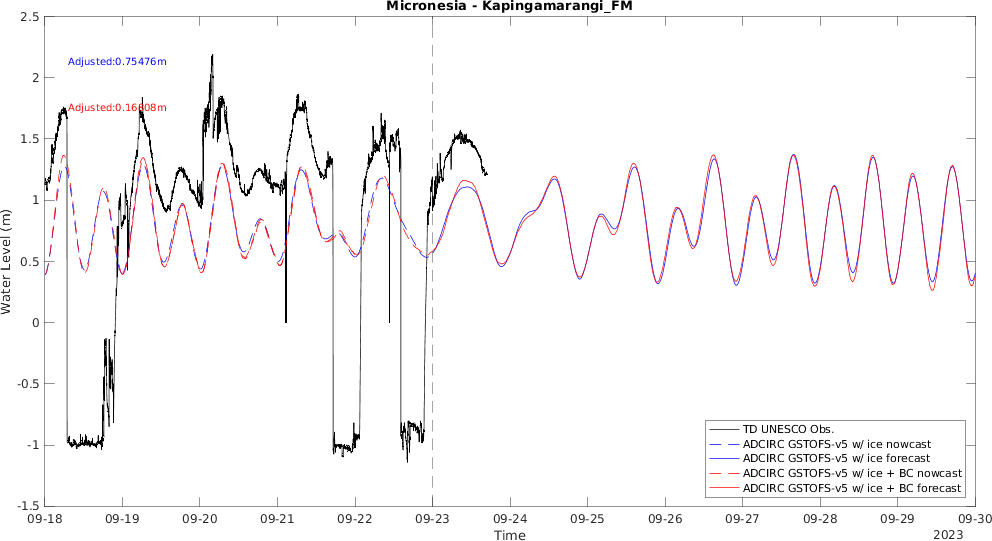 Micronesia - Kapingamarangi_FM
Adjusted:0.75476m
Adjusted:0.16608m
Water Level (m)
2.5
2
1.5
1
0.5
0
-0.5
-1
-1.5
TD UNESCO Obs.
ADCIRC GSTOFS-v5 w/ ice nowcast
ADCIRC GSTOFS-v5 w/ ice forecast
ADCIRC GSTOFS-v5 w/ ice + BC nowcast
ADCIRC GSTOFS-v5 w/ ice + BC forecast
09-18 09-19 09-20 09-21 09-22 09-23 09-24 09-25 09-26 09-27 09-28 09-29 09-30
Time
2023